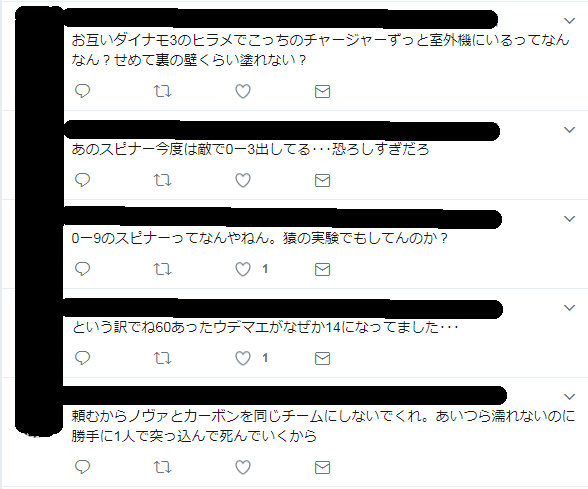 お互いダイナモ3のヒラメでこっちのチャージャーずっと室外機にいるってなん
なん？せめて裏の壁くらい塗れない？
あのスピナー今度は敵で0ー3出してる･･･恐ろしすぎだろ
0ー9のスピナーってなんやねん。猿の実験でもしてんのか？
1
という訳でね60あったウデマエがなぜか14になってました･･･
1
頼むからノヴァとカーボンを同じチームにしないでくれ。あいつら濡れないのに
勝手に1人で突っ込んで死んでいくから